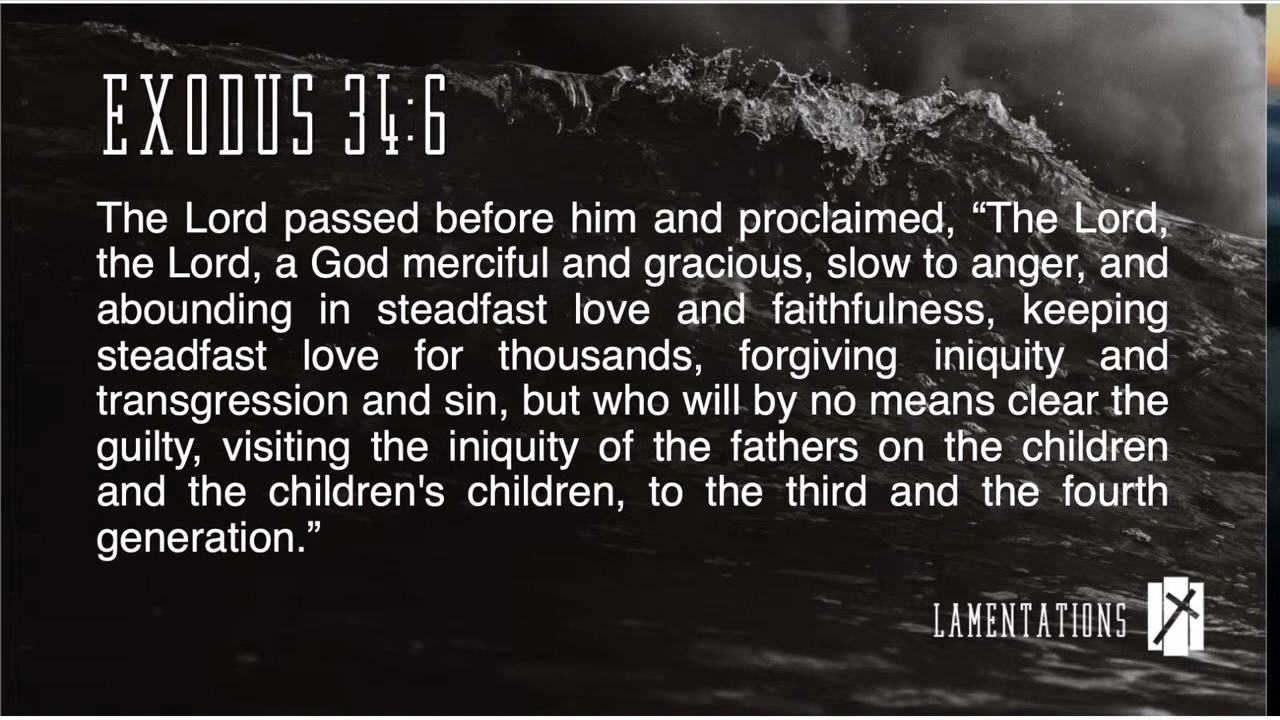 EXODUS 34:6
The Lord passed before him and proclaimed, “The Lord,
the Lord, a God merciful and gracious, slow to anger, and
abounding in steadfast love and faithfulness, keeping
steadfast love for thousands, forgiving iniquity and
transgression and sin, but who will by no means clear the
guilty, visiting the iniquity of the fathers on the children
and the children's children, to the third and the fourth
generation.”
LAMENTATIONS